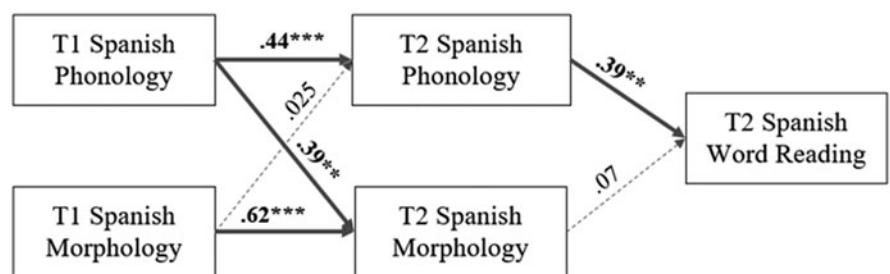 T1 Spanish
Phonology
.44***
T2 Spanish
Phonology
.025
.39**
.39**
T2 Spanish
Word Reading
.07
T1 Spanish
Morphology
.62***
T2 Spanish
Morphology